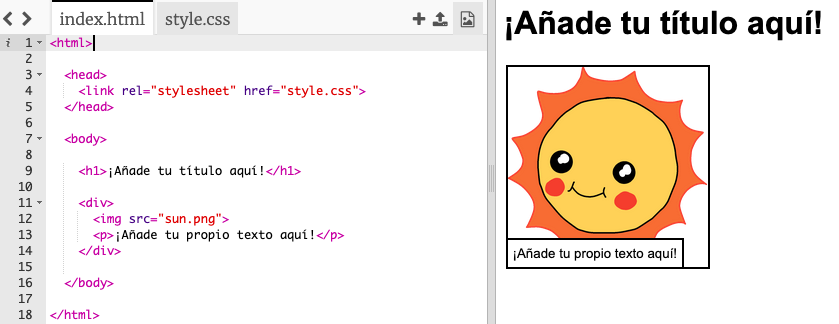 index.html style.css
¡Añade tu título aquí!
i 1 <html>
2
3 <head>
4 <link rel="stylesheet" href="style.css">
5 </head>
6
7 <body>
8
9 <h1>¡Añade tu título aquí!</h1>
10
11 <div>
12 <img src="sun.png">
13 <p>¡Añade tu propio texto aquí!</p>
14 </div>
15
16 </body>
17
18 </html>
¡Añade tu propio texto aquí!